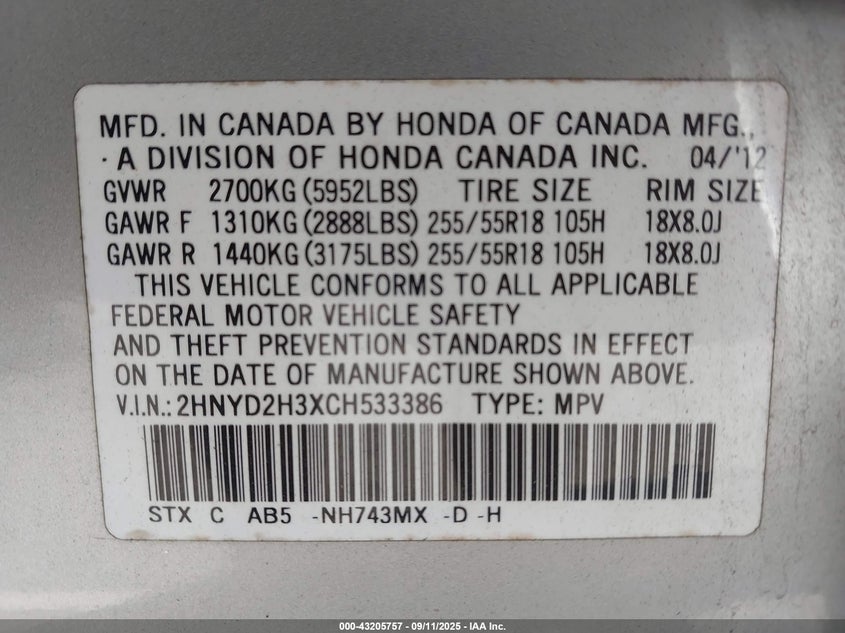 MFD. IN CANADA BY HONDA OF CANADA MFG.,
· A DIVISION OF HONDA CANADA INC. 04/'12
GVWR 2700KG (5952LBS) TIRE SIZE RIM SIZE
GAWR F 1310KG (2888LBS) 255/55R18 105H 18X8.0J
GAWR R 1440KG (3175LBS) 255/55R18 105H 18X8.0J
THIS VEHICLE CONFORMS TO ALL APPLICABLE
FEDERAL MOTOR VEHICLE SAFETY
AND THEFT PREVENTION STANDARDS IN EFFECT
ON THE DATE OF MANUFACTURE SHOWN ABOVE.
V.I.N.: 2HNYD2H3XCH533386 TYPE: MPV
STX C AB5 -NH743MX -D -H
000-43205757 - 09/11/2025 - IAA Inc.